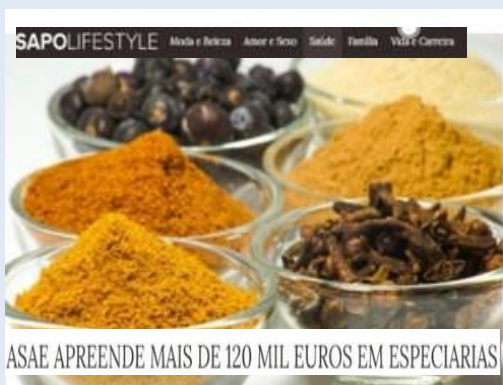 SAPOLIFESTYLE Moda e Beleza Amor e Sexo Saúde Família Vida e Carreira
ASAE APREENDE MAIS DE 120 MIL EUROS EM ESPECIARIAS